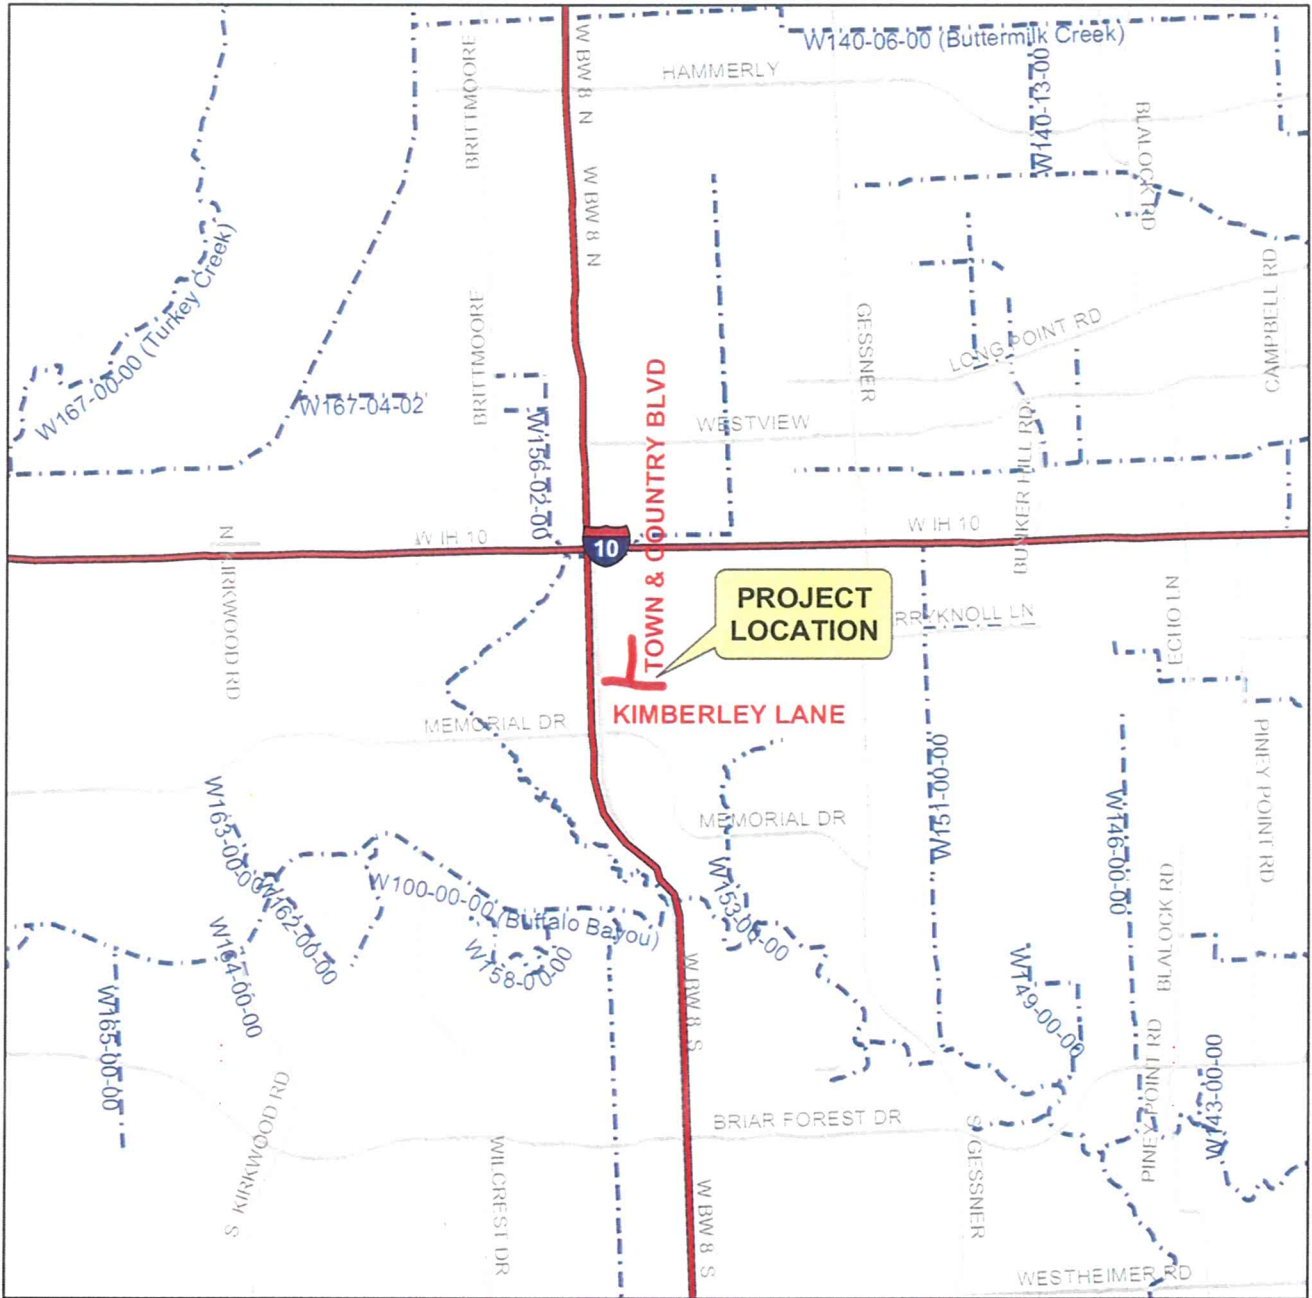 W140-06-00 (Buttermilk Creek)
HAMMERLY
W BW 8 N
BRITTMOORE
W140-13-00
BLALOCK RD
W BW 8 N
W167-00-00 (Turkey Creek)
BRITTMOORE
GESSNER
LONG POINT RD
CAMPBELL RD
W167-04-02
WESTVIEW
W156-02-00
TOWN & COUNTRY BLVD
BUNKER HILL RD
N KIRKWOOD RD
W IH 10
10
W IH 10
PROJECT
LOCATION
RRYKNOLL LN
ECHO LN
KIMBERLEY LANE
MEMORIAL DR
PINEY POINT RD
MEMORIAL DR
W163-00-00
W151-00-00
W146-00-00
W162-00-00
W100-00-00 (Buffalo Bayou)
W153-00-00
BLALOCK RD
W164-00-00
W158-00-00
W149-00-00
W165-00-00
W BW 8 S
PINEY POINT RD
W143-00-00
S KIRKWOOD RD
BRIAR FOREST DR
S GESSNER
WILCREST DR
W BW 8 S
WESTHEIMER RD